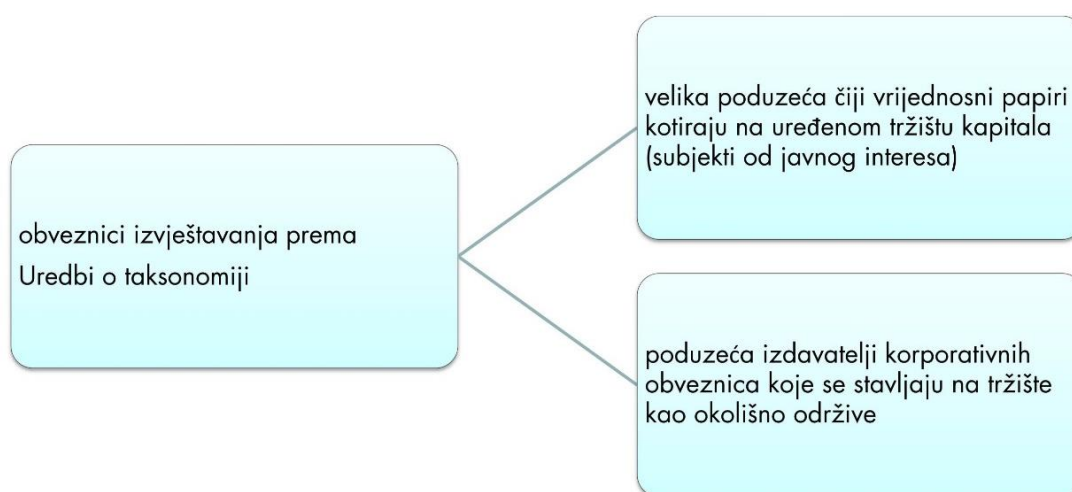 obveznici izvještavanja prema
Uredbi o taksonomiji
velika poduzeća čiji vrijednosni papiri
kotiraju na uređenom tržištu kapitala
(subjekti od javnog interesa)
poduzeća izdavatelji korporativnih
obveznica koje se stavljaju na tržište
kao okolišno održive